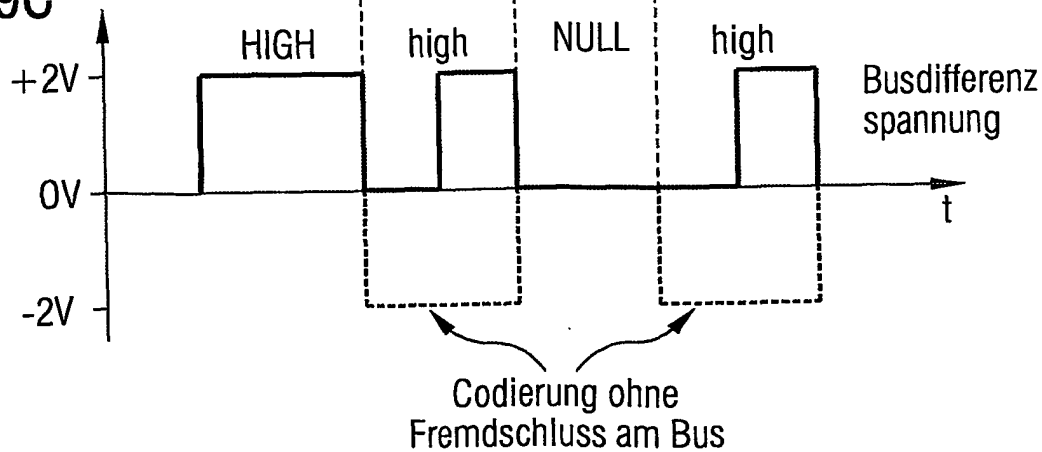 9C
HIGH
high
NULL
high
+2V
Busdifferenz
spannung
0V
t
-2V
Codierung ohne
Fremdschluss am Bus